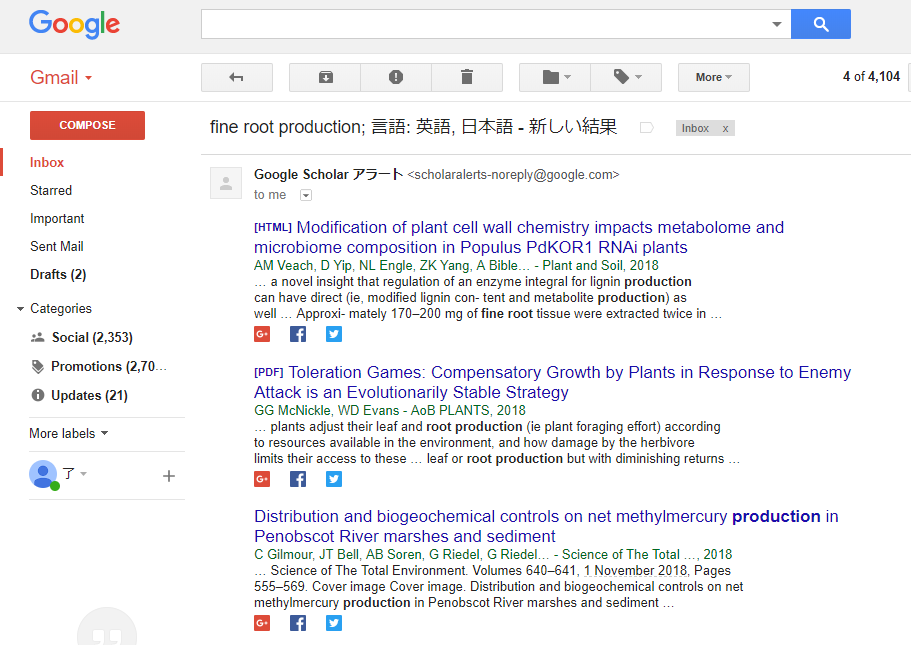 Google
Gmail
More
4 of 4,104
COMPOSE
Inbox
Starred
Important
Sent Mail
Drafts (2)
Categories
Social (2,353)
Promotions (2,70...
Updates (21)
More labels
了
fine root production; 言語: 英語, 日本語 - 新しい結果
Inbox x
Google Scholar アラート <scholaralerts-noreply@google.com>
to me
[HTML] Modification of plant cell wall chemistry impacts metabolome and
microbiome composition in Populus PdKOR1 RNAi plants
AM Veach, D Yip, NL Engle, ZK Yang, A Bible… - Plant and Soil, 2018
… a novel insight that regulation of an enzyme integral for lignin production
can have direct (ie, modified lignin con- tent and metabolite production) as
well … Approxi- mately 170–200 mg of fine root tissue were extracted twice in …
G+
[PDF] Toleration Games: Compensatory Growth by Plants in Response to Enemy
Attack is an Evolutionarily Stable Strategy
GG McNickle, WD Evans - AoB PLANTS, 2018
… plants adjust their leaf and root production (ie plant foraging effort) according
to resources available in the environment, and how damage by the herbivore
limits their access to these … leaf or root production but with diminishing returns …
G+
Distribution and biogeochemical controls on net methylmercury production in
Penobscot River marshes and sediment
C Gilmour, JT Bell, AB Soren, G Riedel, G Riedel… - Science of The Total …, 2018
… Science of The Total Environment. Volumes 640–641, 1 November 2018, Pages
555–569. Cover image Cover image. Distribution and biogeochemical controls on net
methylmercury production in Penobscot River marshes and sediment …
G+